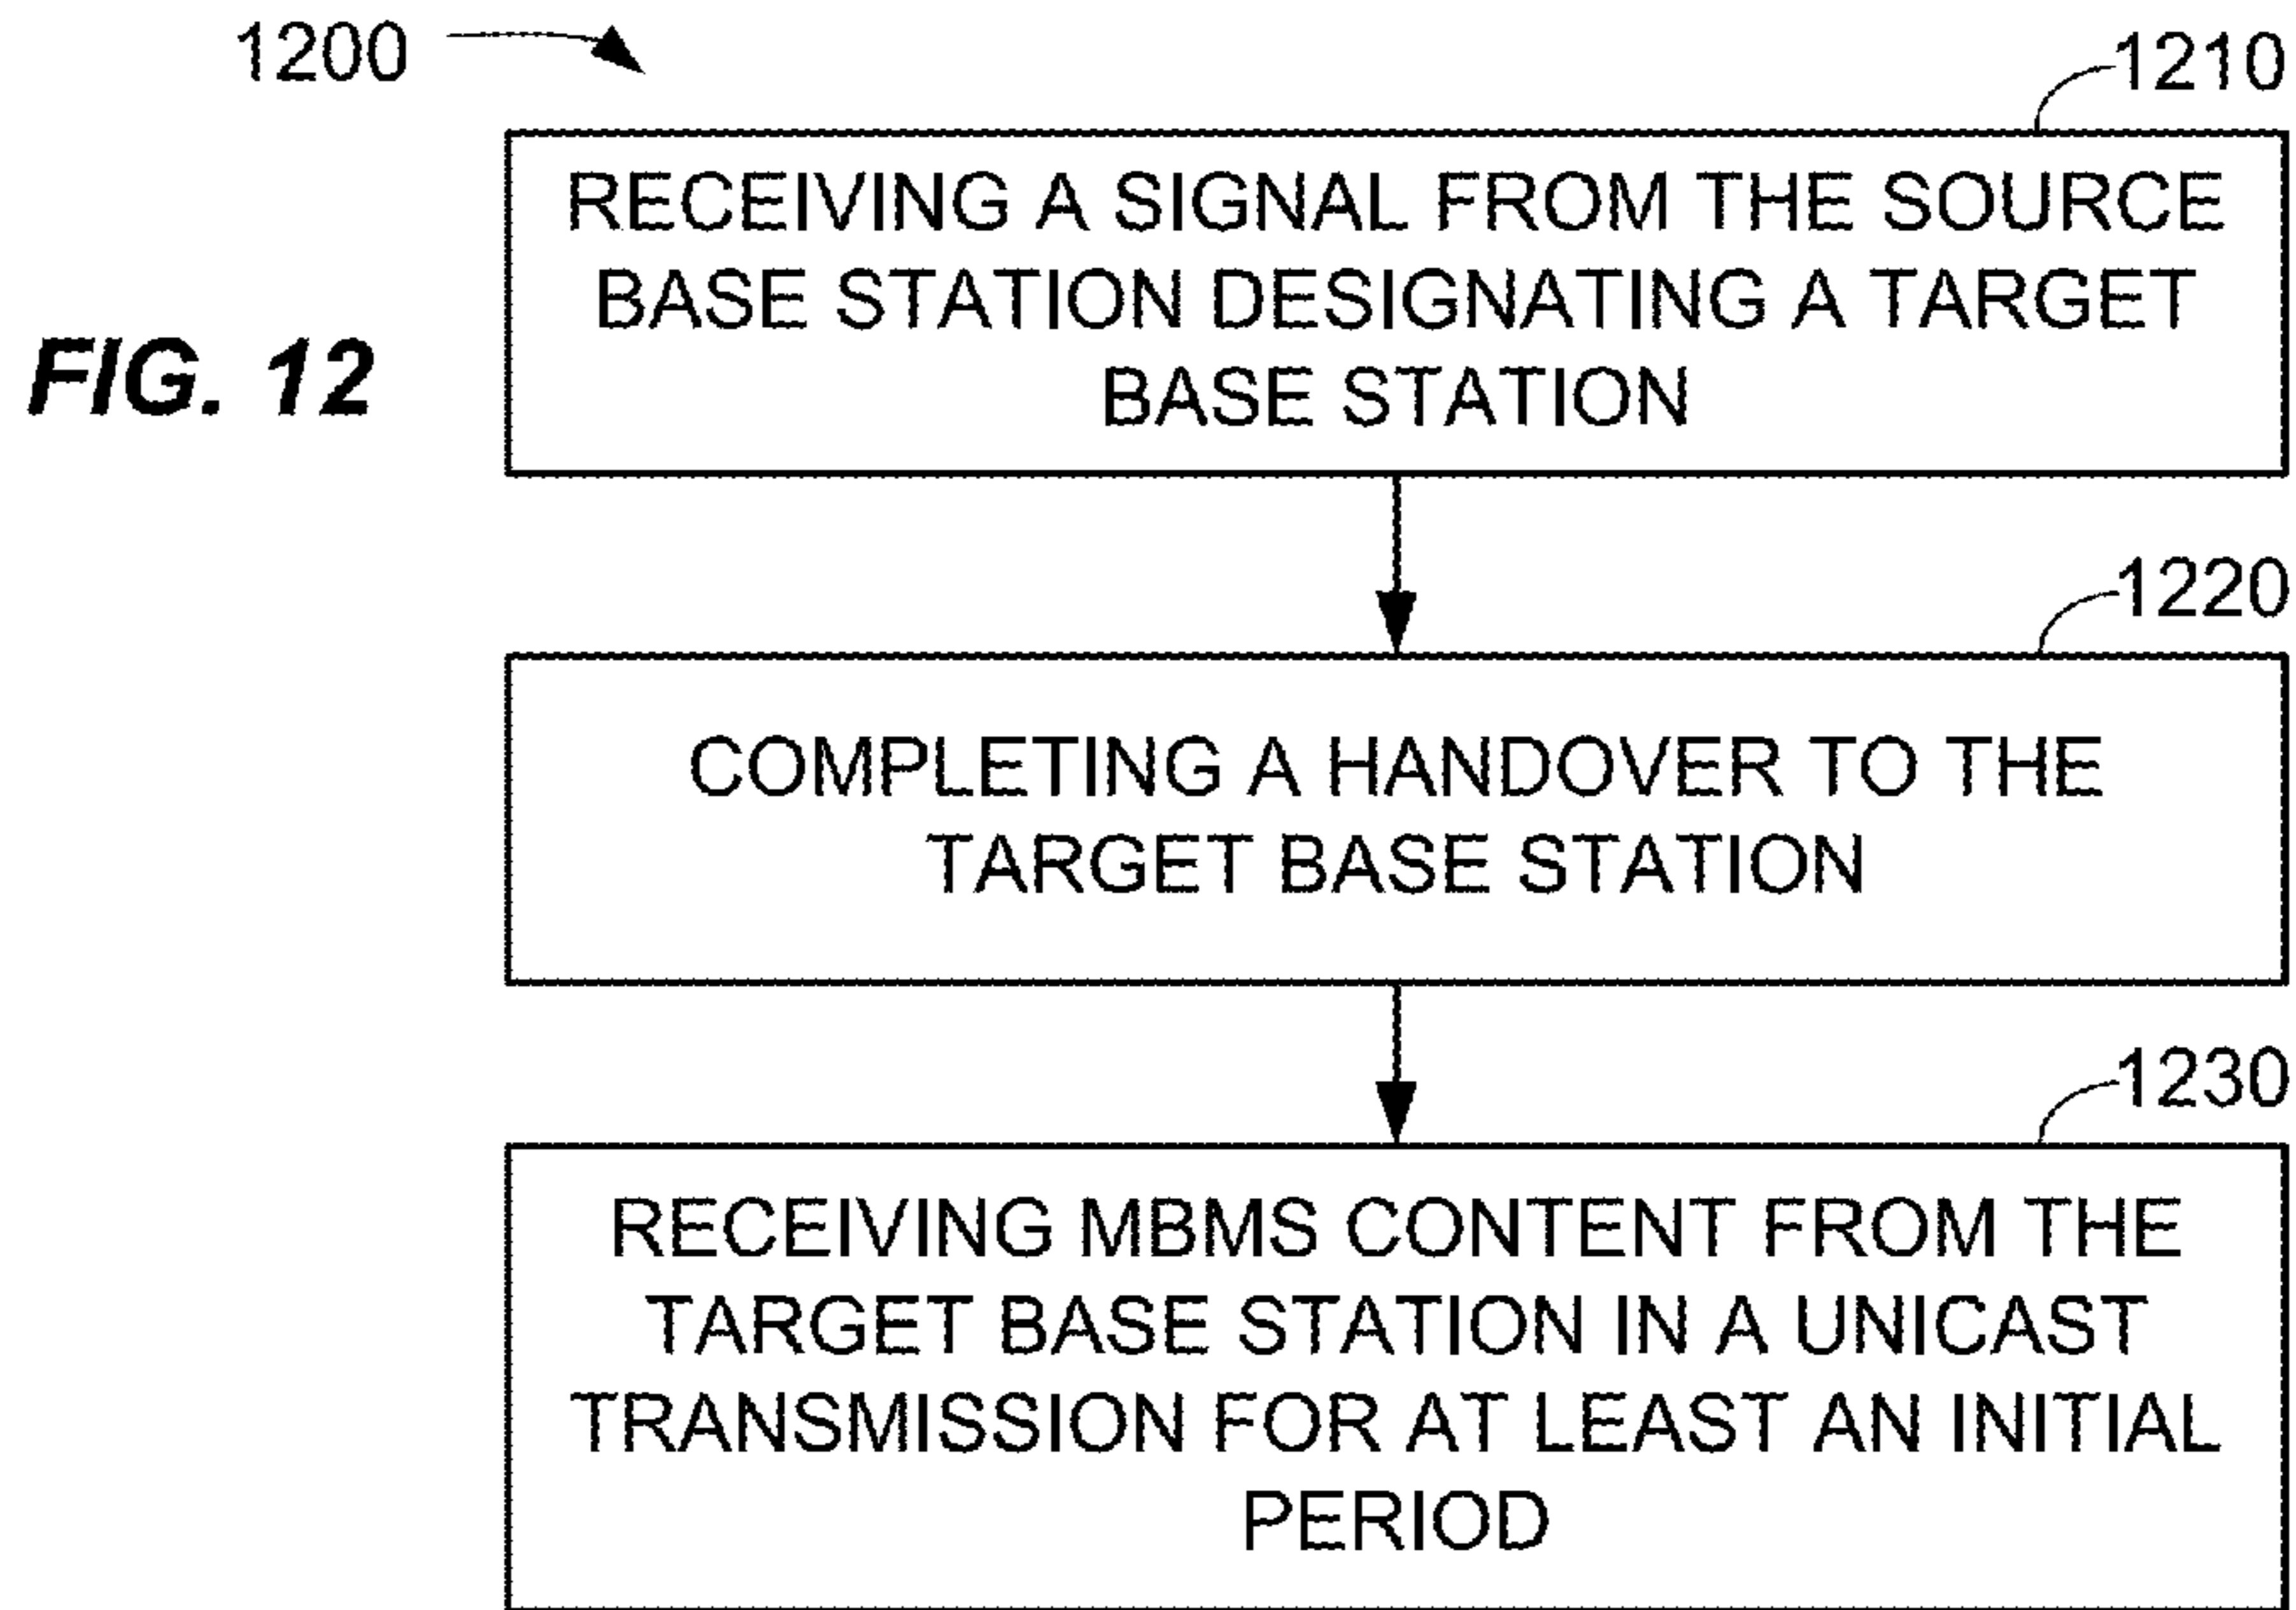 1200
1210
RECEIVING A SIGNAL FROM THE SOURCE
BASE STATION DESIGNATING A TARGET
BASE STATION
FIG. 12
1220
COMPLETING A HANDOVER TO THE
TARGET BASE STATION
1230
RECEIVING MBMS CONTENT FROM THE
TARGET BASE STATION IN A UNICAST
TRANSMISSION FOR AT LEAST AN INITIAL
PERIOD